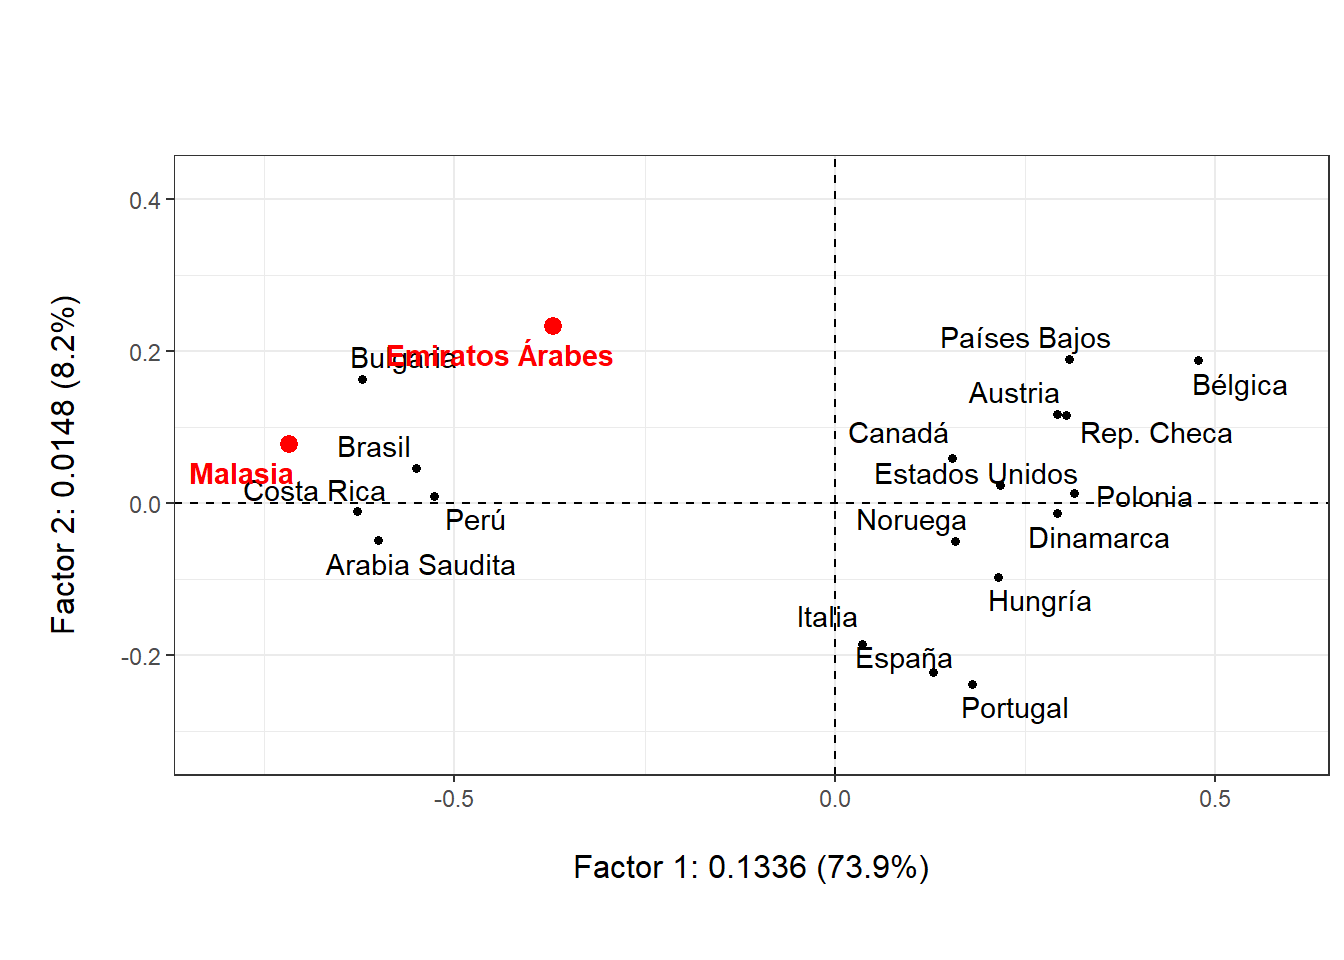 0.4
0.2
0.0
-0.2
Factor 2: 0.0148 (8.2%)
Países Bajos
Bulgaria
Emiratos Árabes
Bélgica
Austria
Canadá
Rep. Checa
Brasil
Malasia
Estados Unidos
Costa Rica
Polonia
Perú
Noruega
Dinamarca
Arabia Saudita
Hungría
Italia
España
Portugal
-0.5
0.0
0.5
Factor 1: 0.1336 (73.9%)